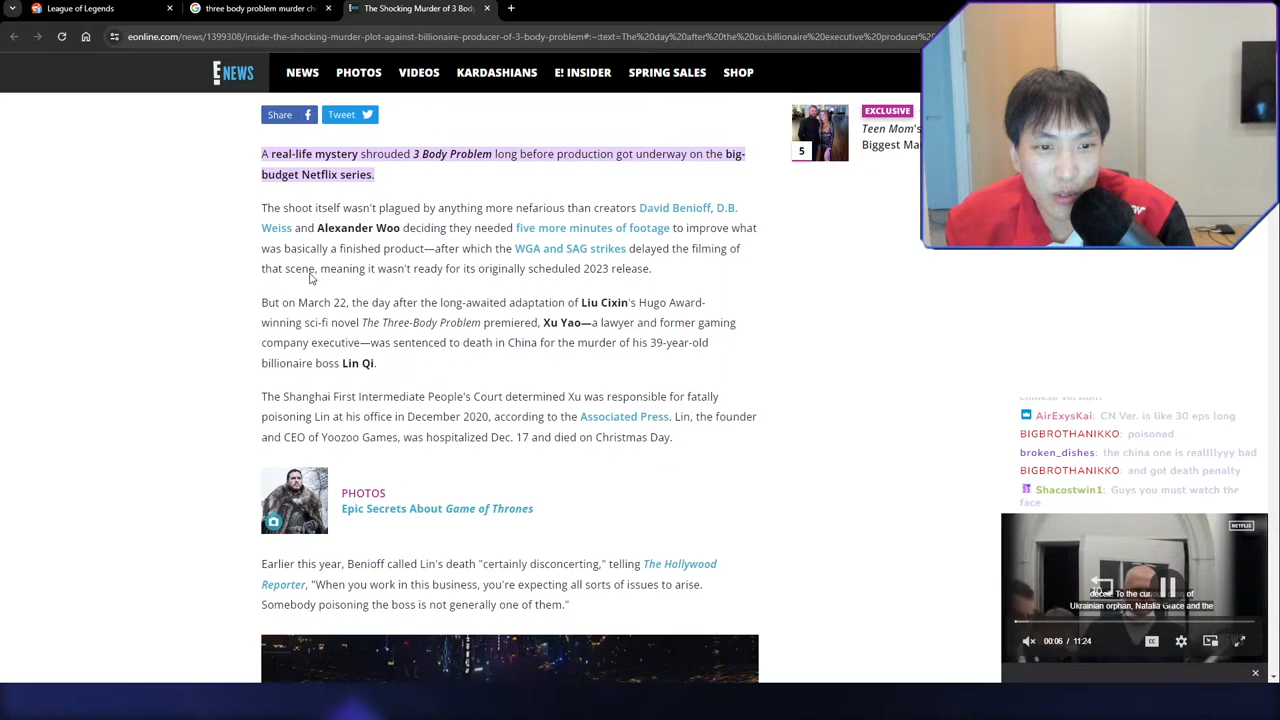 League of Legends
three body problem murder ch
The Shocking Murder of 3 Bod
eonline.com/news/1399308/inside-the-shocking-murder-plot-against-billionaire-producer-of-3-body-problem#:~:text=The%20day%20after%20the%20sci,billionaire%20executive%20producer%
E! NEWS
NEWS PHOTOS VIDEOS KARDASHIANS E! INSIDER SPRING SALES SHOP
Share Tweet
A real-life mystery shrouded 3 Body Problem long before production got underway on the big-
budget Netflix series.
The shoot itself wasn't plagued by anything more nefarious than creators David Benioff, D.B.
Weiss and Alexander Woo deciding they needed five more minutes of footage to improve what
was basically a finished product—after which the WGA and SAG strikes delayed the filming of
that scene, meaning it wasn't ready for its originally scheduled 2023 release.
But on March 22, the day after the long-awaited adaptation of Liu Cixin's Hugo Award-
winning sci-fi novel The Three-Body Problem premiered, Xu Yao—a lawyer and former gaming
company executive—was sentenced to death in China for the murder of his 39-year-old
billionaire boss Lin Qi.
The Shanghai First Intermediate People's Court determined Xu was responsible for fatally
poisoning Lin at his office in December 2020, according to the Associated Press. Lin, the founder
and CEO of Yoozoo Games, was hospitalized Dec. 17 and died on Christmas Day.
PHOTOS
Epic Secrets About Game of Thrones
Earlier this year, Benioff called Lin's death "certainly disconcerting," telling The Hollywood
Reporter, "When you work in this business, you're expecting all sorts of issues to arise.
Somebody poisoning the boss is not generally one of them."
5
EXCLUSIVE
Teen Mom's
Biggest Ma
AirExysKai: CN Ver. is like 30 eps long
BIGBROTHANIKKO: poisoned
broken_dishes: the china one is reallllyyy bad
BIGBROTHANIKKO: and got death penalty
Shacostwin1: Guys you must watch the
face
NETFLIX
10
Ukrainian orphan, Natalia Grace and the
00:06 / 11:24
CC